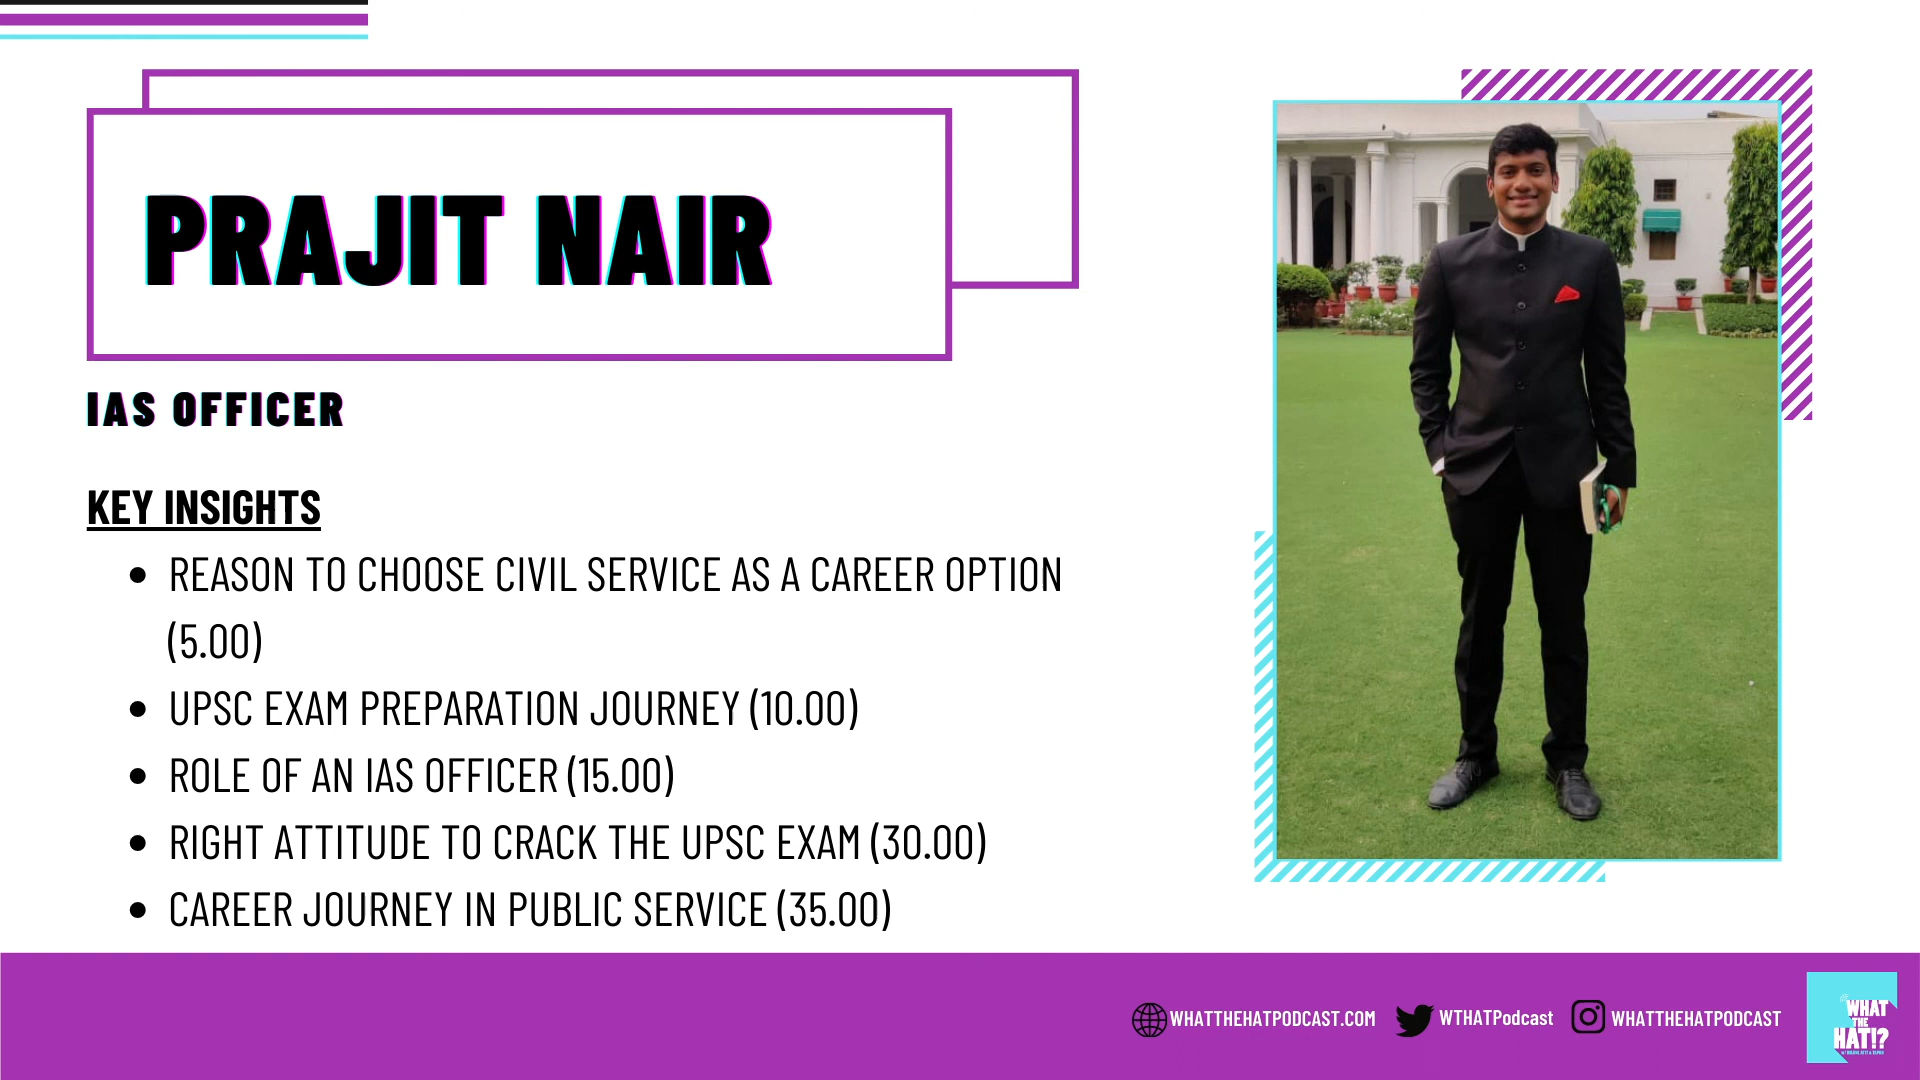 PRAJIT NAIR
IAS OFFICER
KEY INSIGHTS
REASON TO CHOOSE CIVIL SERVICE AS A CAREER OPTION
(5.00)
UPSC EXAM PREPARATION JOURNEY (10.00)
ROLE OF AN IAS OFFICER (15.00)
RIGHT ATTITUDE TO CRACK THE UPSC EXAM (30.00)
CAREER JOURNEY IN PUBLIC SERVICE (35.00)
WHATTHEHATPODCAST.COM WTHATPodcast WHATTHEHATPODCAST
WHAT
THE
HAT!?